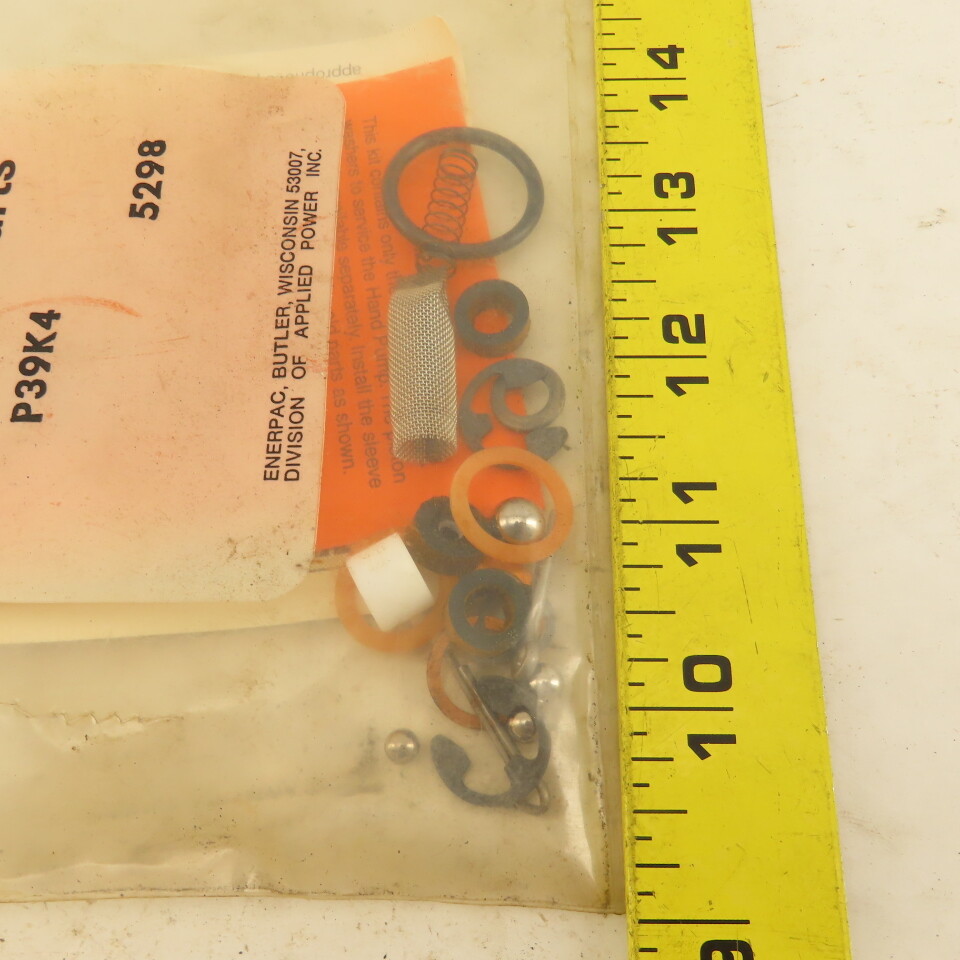 5298
P39K4
ENERPAC, BUTLER, WISCONSIN 53007,
DIVISION OF APPLIED POWER INC.
This kit contains only
to service the Hand Pump. The
separately. Install the sleeve
parts as shown.
14
13
12
11
10
9